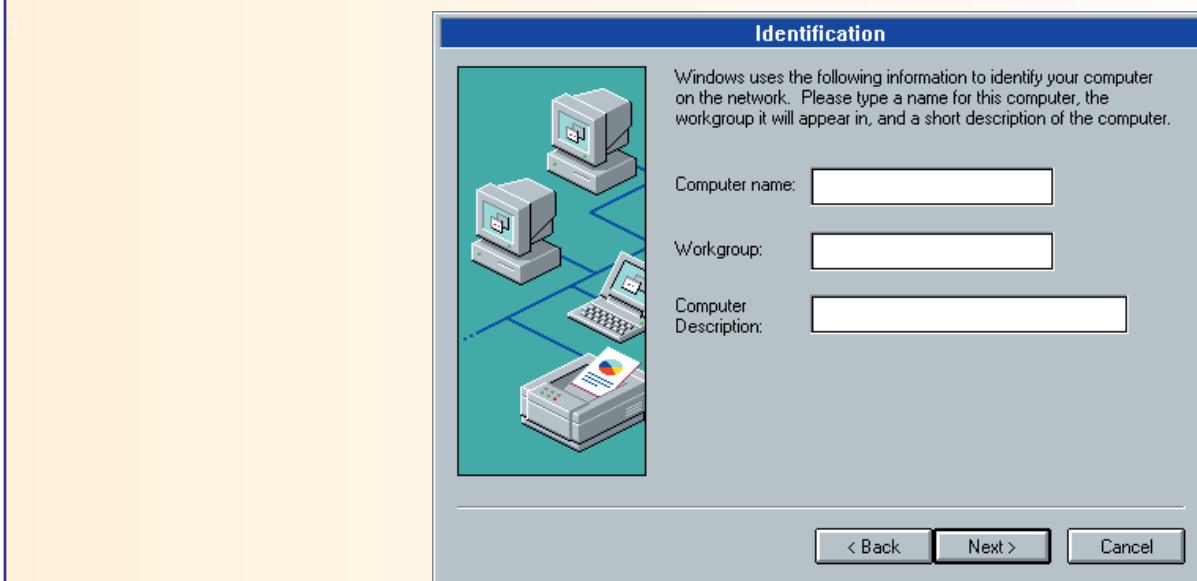 Identification
Windows uses the following information to identify your computer
on the network. Please type a name for this computer, the
workgroup it will appear in, and a short description of the computer.
Computer name:
Workgroup:
Computer
Description:
< Back
Next >
Cancel